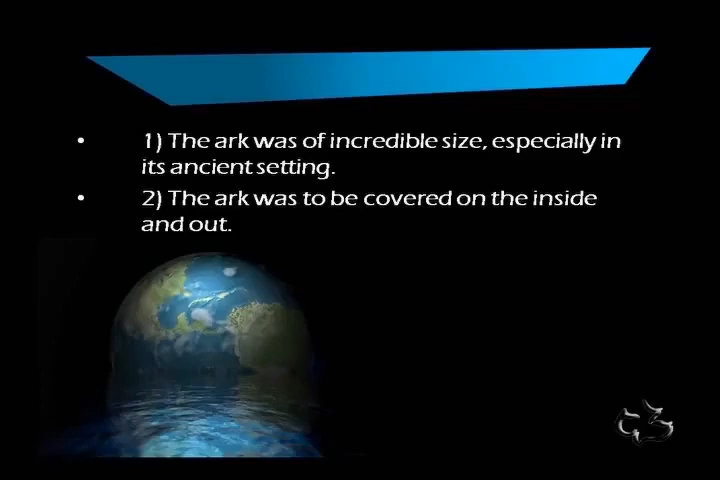 • 1) The ark was of incredible size, especially in
its ancient setting.
• 2) The ark was to be covered on the inside
and out.
c3